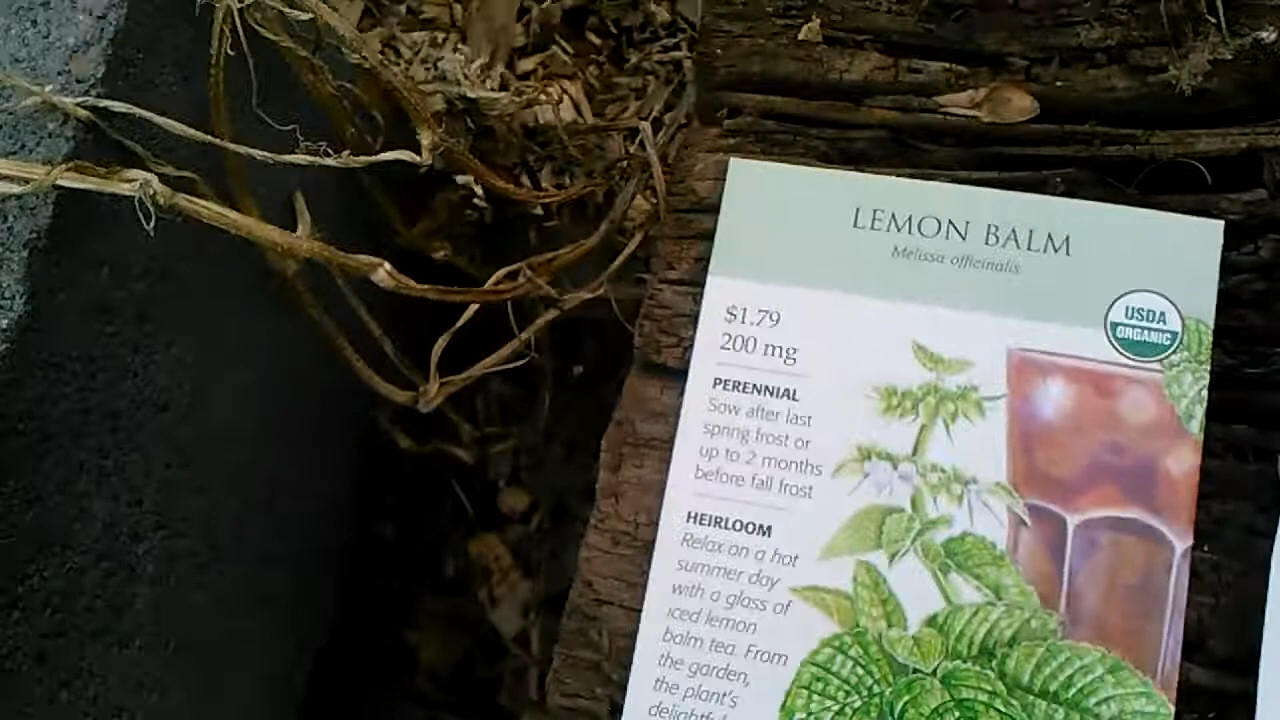 LEMON BALM
Melissa officinalis
USDA
ORGANIC
$1.79
200 mg
PERENNIAL
Sow after last
spring frost or
up to 2 months
before fall frost
HEIRLOOM
Relax on a hot
summer day
with a glass of
iced lemon
balm tea. From
the garden,
the plant's